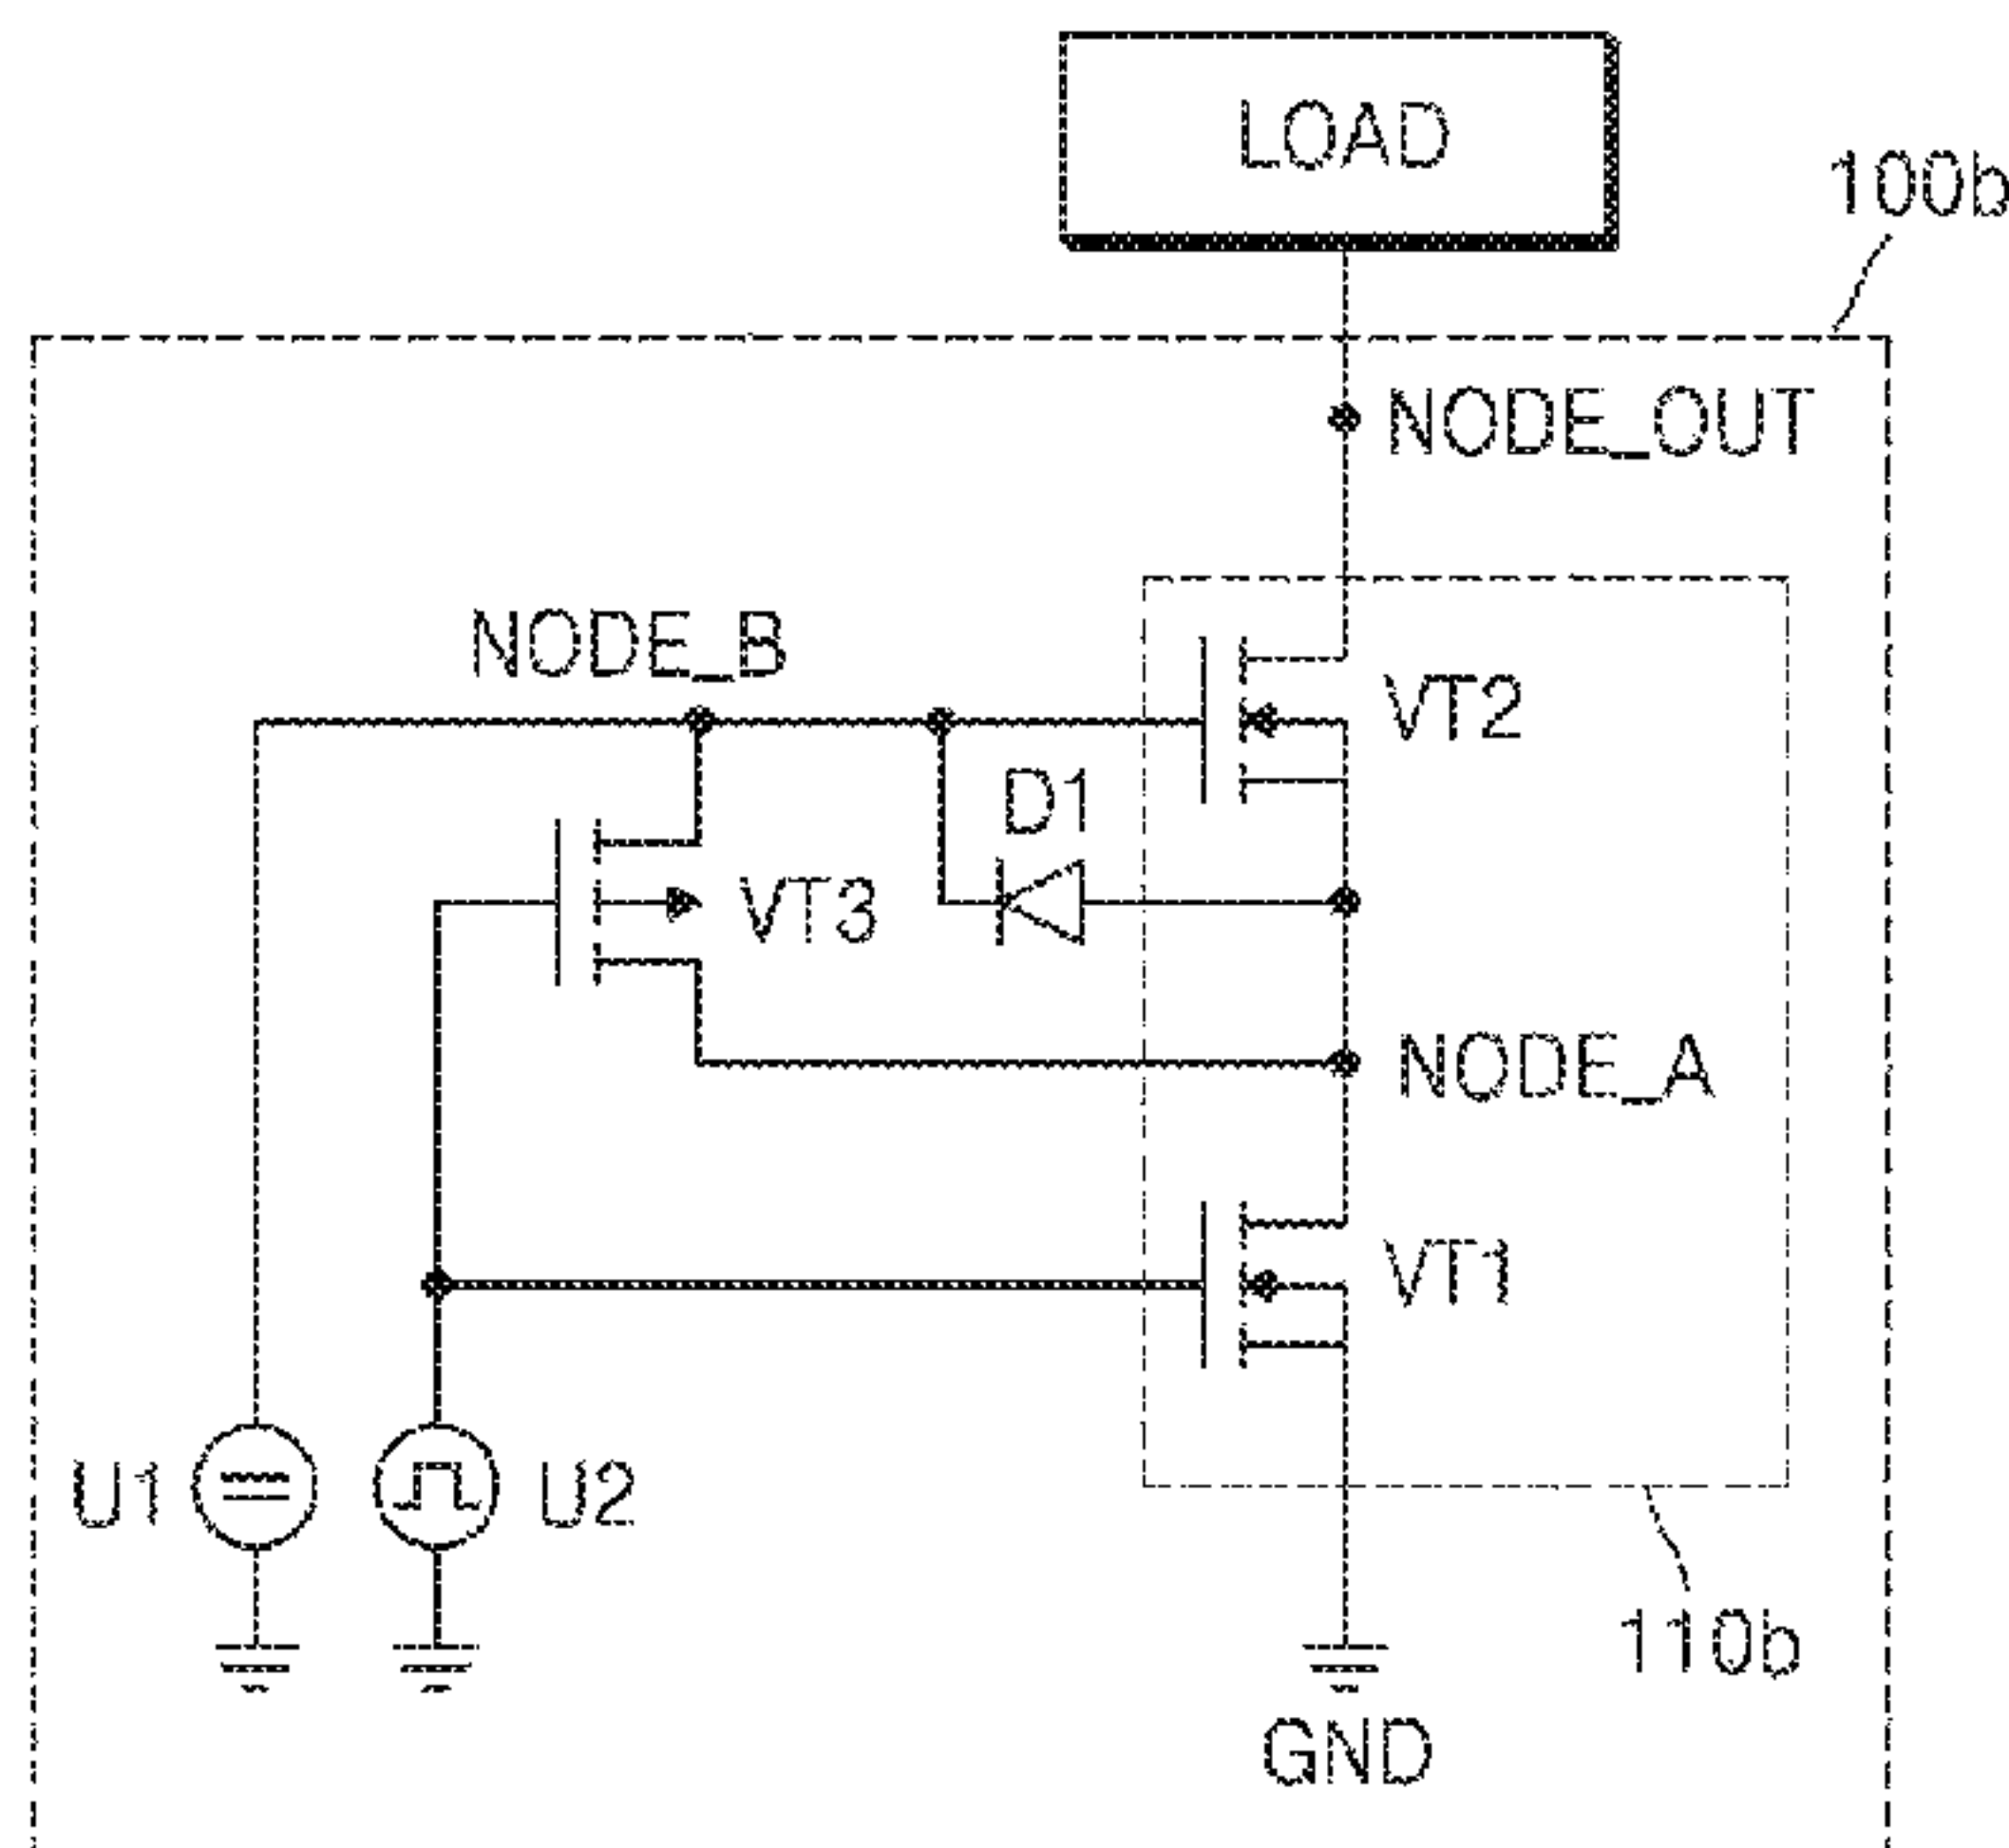 LOAD
100b
NODE_OUT
NODE_B
VT2
D1
VT3
NODE_A
VT1
U1
U2
110b
GND